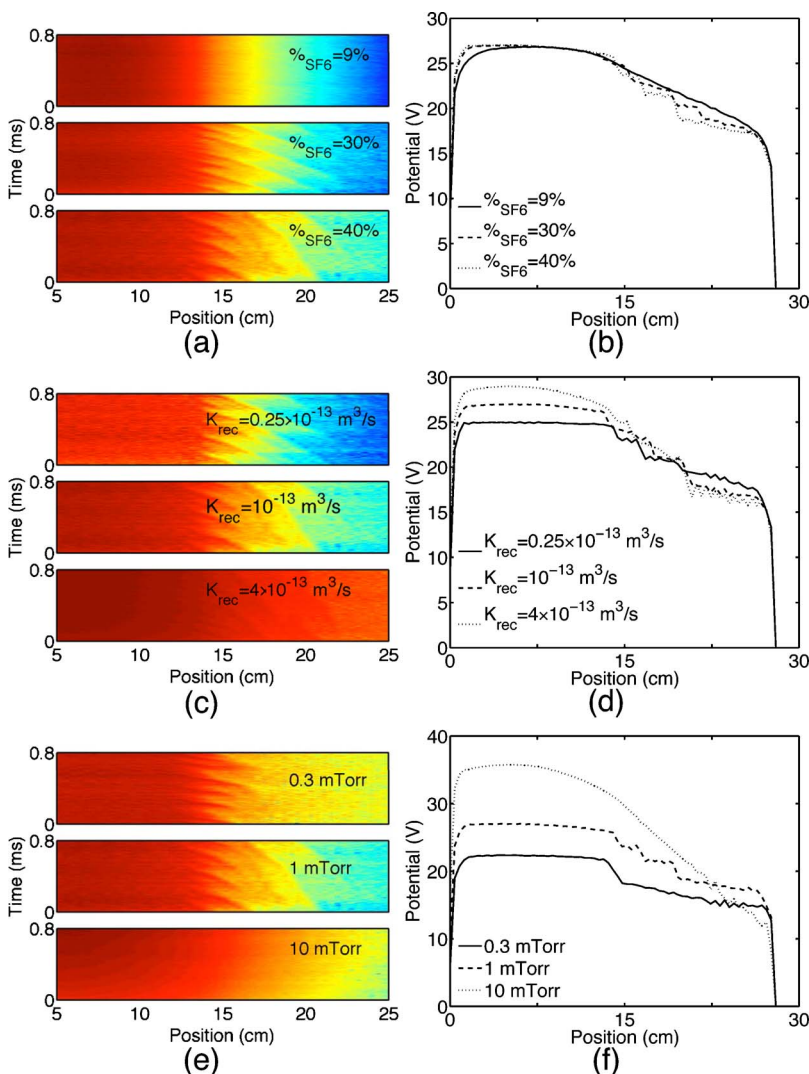 0.8
%SF6=9%
0
0.8
%SF6=30%
0
0.8
%SF6=40%
0
Time (ms)
5 10 15 20 25
Position (cm)
(a)
30
25
20
15
10
5
0
Potential (V)
%SF6=9%
%SF6=30%
%SF6=40%
0 15 30
Position (cm)
(b)
0.8
Krec=0.25×10-13 m3/s
0
0.8
Krec=10-13 m3/s
0
0.8
Krec=4×10-13 m3/s
0
Time (ms)
5 10 15 20 25
Position (cm)
(c)
30
25
20
15
10
5
0
Potential (V)
Krec=0.25×10−13 m3/s
Krec=10−13 m3/s
Krec=4×10−13 m3/s
0 15 30
Position (cm)
(d)
0.8
0.3 mTorr
0
0.8
1 mTorr
0
0.8
10 mTorr
0
Time (ms)
5 10 15 20 25
Position (cm)
(e)
40
30
20
10
0
Potential (V)
0.3 mTorr
1 mTorr
10 mTorr
0 15 30
Position (cm)
(f)